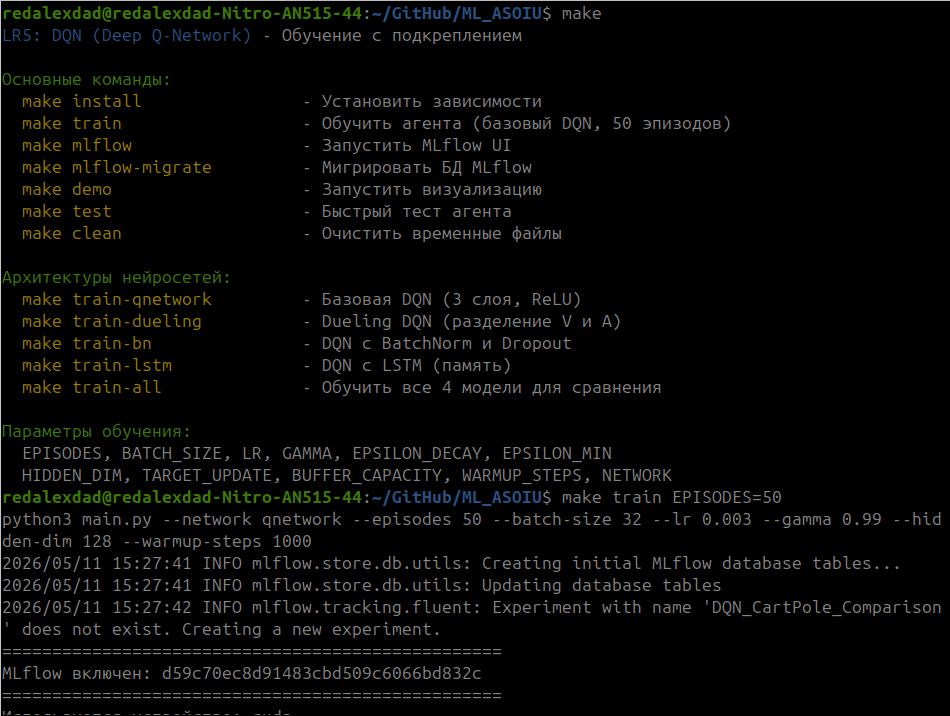 redalexdad@redalexdad-Nitro-AN515-44:~/GitHub/ML_ASOIU$ make
LR5: DQN (Deep Q-Network) - Обучение с подкреплением
Основные команды:
make install - Установить зависимости
make train - Обучить агента (базовый DQN, 50 эпизодов)
make mlflow - Запустить MLflow UI
make mlflow-migrate - Мигрировать БД MLflow
make demo - Запустить визуализацию
make test - Быстрый тест агента
make clean - Очистить временные файлы
Архитектуры нейросетей:
make train-qnetwork - Базовая DQN (3 слоя, ReLU)
make train-dueling - Dueling DQN (разделение V и A)
make train-bn - DQN с BatchNorm и Dropout
make train-lstm - DQN с LSTM (память)
make train-all - Обучить все 4 модели для сравнения
Параметры обучения:
EPISODES, BATCH_SIZE, LR, GAMMA, EPSILON_DECAY, EPSILON_MIN
HIDDEN_DIM, TARGET_UPDATE, BUFFER_CAPACITY, WARMUP_STEPS, NETWORK
redalexdad@redalexdad-Nitro-AN515-44:~/GitHub/ML_ASOIU$ make train EPISODES=50
python3 main.py --network qnetwork --episodes 50 --batch-size 32 --lr 0.003 --gamma 0.99 --hid
den-dim 128 --warmup-steps 1000
2026/05/11 15:27:41 INFO mlflow.store.db.utils: Creating initial MLflow database tables...
2026/05/11 15:27:41 INFO mlflow.store.db.utils: Updating database tables
2026/05/11 15:27:42 INFO mlflow.tracking.fluent: Experiment with name 'DQN_CartPole_Comparison
' does not exist. Creating a new experiment.
==================================================
MLflow включен: d59c70ec8d91483cbd509c6066bd832c
==================================================